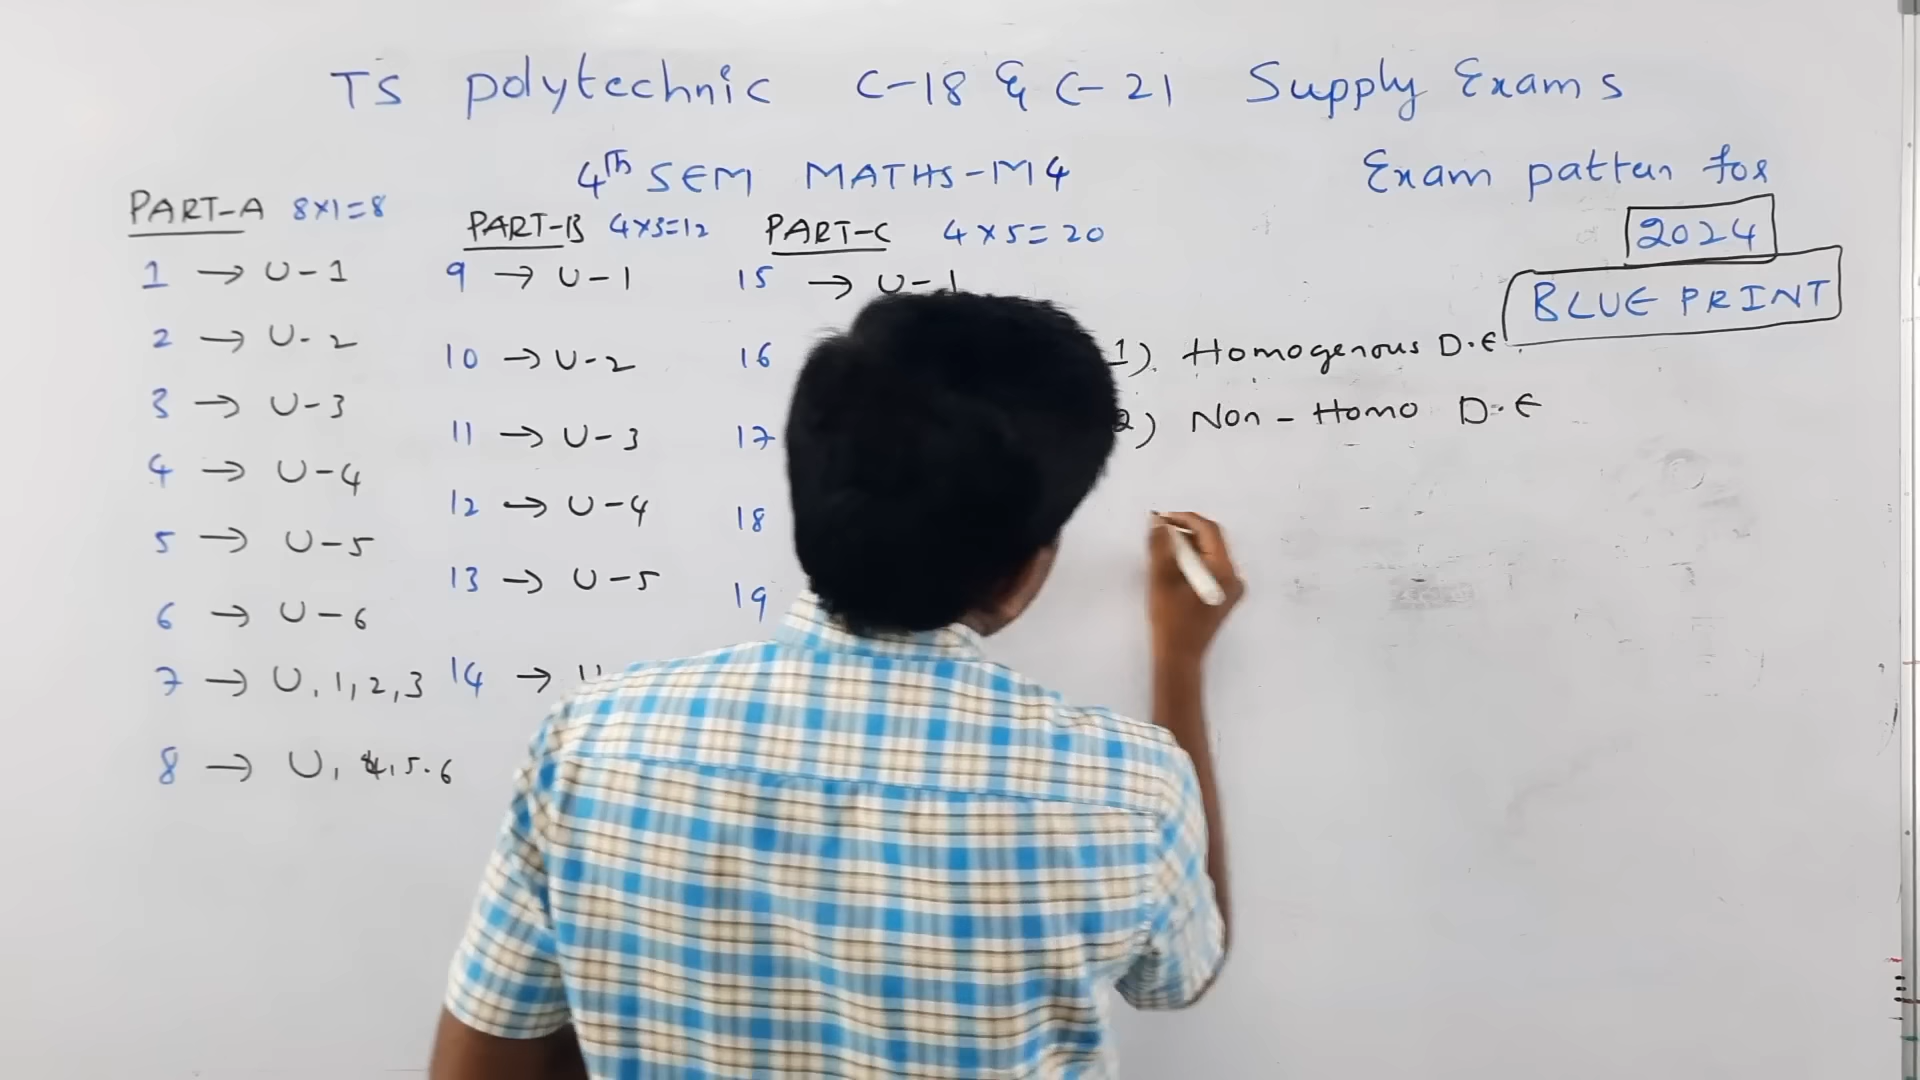 TS polytechnic C-18 & C-21 Supply Exams
4Th SEM MATHS-M4
Exam pattern for
2024
BLUE PRINT
PART-A 8x1=8
1 → U-1
2 → U-2
3 → U-3
4 → U-4
5 → U-5
6 → U-6
7 → U, 1, 2, 3
8 → U, 4, 5. 6
PART-B 4x3=12
9 → U-1
10 → U-2
11 → U-3
12 → U-4
13 → U-5
14 →
PART-C 4x5=20
15 → U-1
16
17
18
19
1). Homogenous D.E
2) Non-Homo D.E